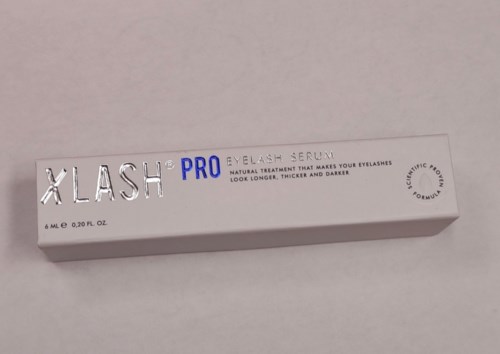 XLASH® PRO EYELASH SERUM
NATURAL TREATMENT THAT MAKES YOUR EYELASHES
LOOK LONGER, THICKER AND DARKER
SCIENTIFIC PROVEN
FORMULA
6 ML ℮ 0,20 FL. OZ.